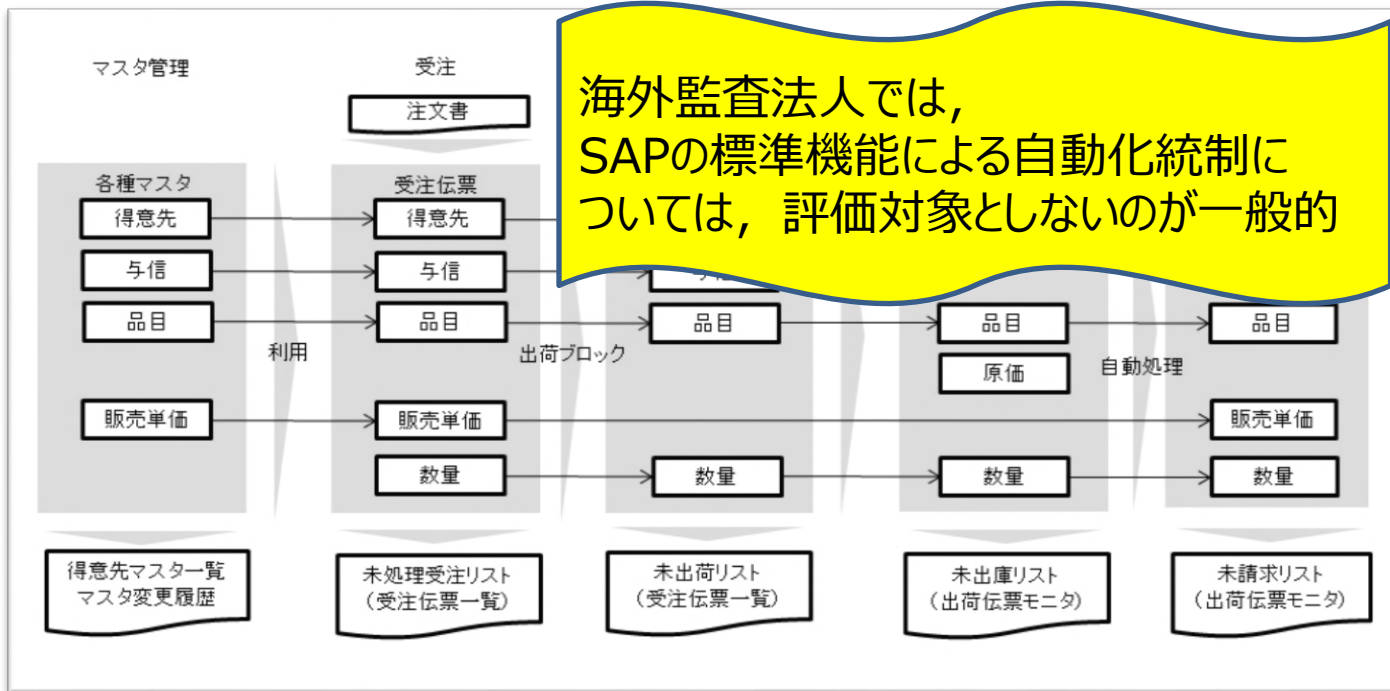 マスタ管理
受注
注文書
海外監査法人では，
SAPの標準機能による自動化統制に
ついては，評価対象としないのが一般的
各種マスタ
受注伝票
得意先
得意先
与信
与信
品目
品目
品目
品目
品目
利用
出荷ブロック
原価
自動処理
販売単価
販売単価
販売単価
数量
数量
数量
数量
得意先マスター覧
マスタ変更履歴
未処理受注リスト
（受注伝票一覧）
未出荷リスト
（受注伝票一覧）
未出庫リスト
（出荷伝票モニタ）
未請求リスト
（出荷伝票モニタ）